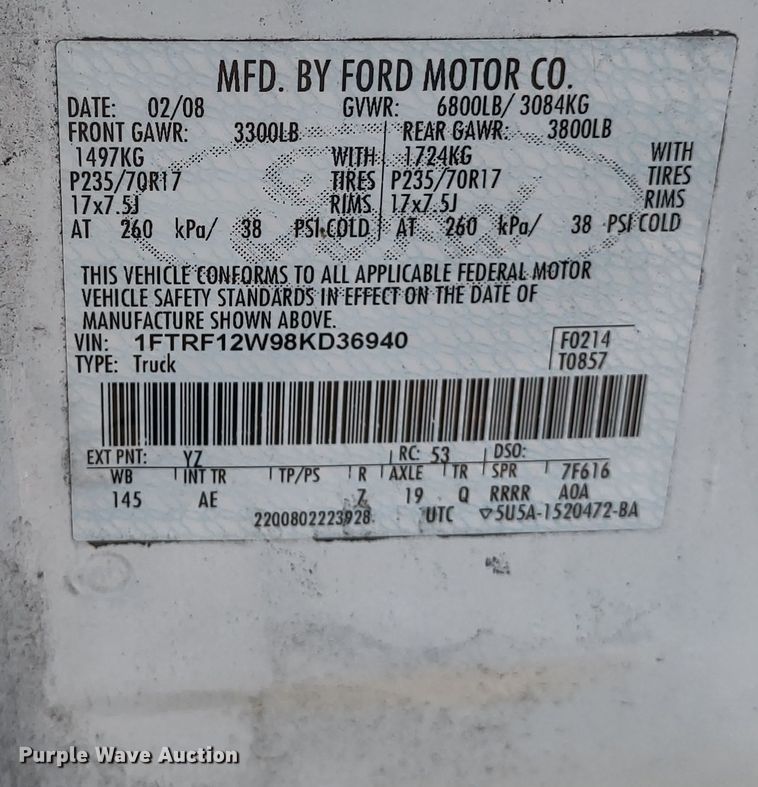 MFD. BY FORD MOTOR CO.
DATE: 02/08 GVWR: 6800LB/ 3084KG
FRONT GAWR: 3300LB REAR GAWR: 3800LB
1497KG WITH 1724KG WITH
P235/70R17 TIRES P235/70R17 TIRES
17x7.5J RIMS 17x7.5J RIMS
AT 260 kPa/ 38 PSI COLD AT 260 kPa/ 38 PSI COLD
THIS VEHICLE CONFORMS TO ALL APPLICABLE FEDERAL MOTOR
VEHICLE SAFETY STANDARDS IN EFFECT ON THE DATE OF
MANUFACTURE SHOWN ABOVE.
VIN: 1FTRF12W98KD36940 F0214
TYPE: Truck T0857
EXT PNT: YZ RC: 53 DSO:
WB INT TR TP/PS R AXLE TR SPR 7F616
145 AE Z 19 Q RRRR A0A
2200802223928 UTC ▽5U5A-1520472-BA
Purple Wave Auction